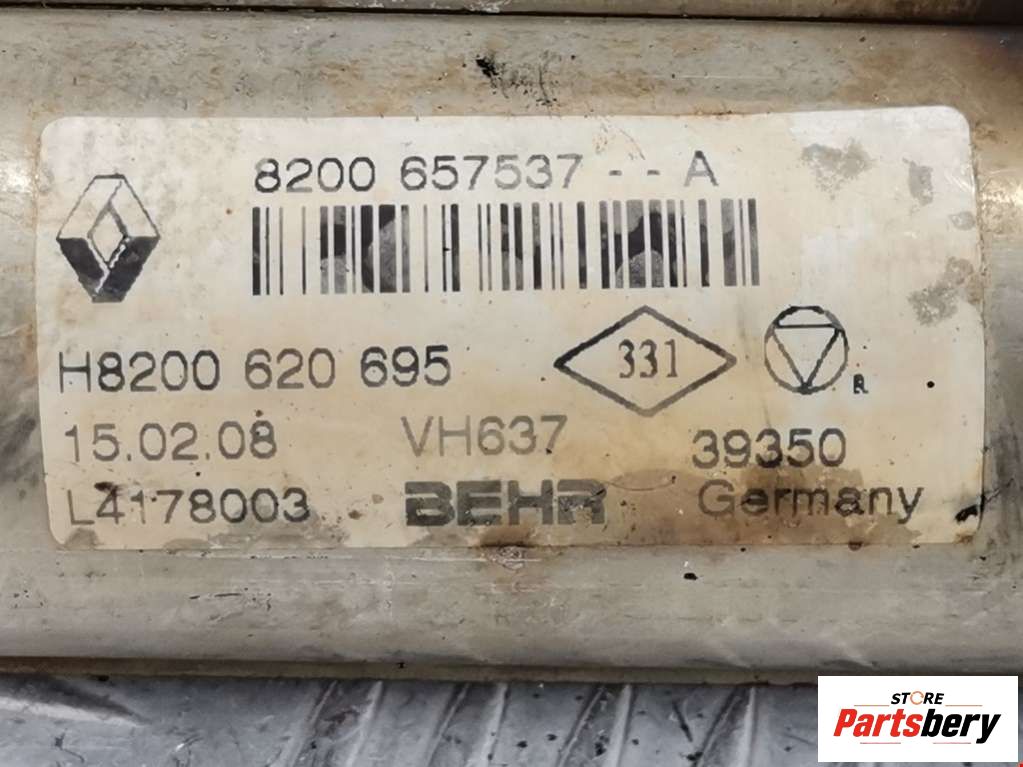 8200 657537 - - A
H8200 620 695
331
R
15.02.08 VH637 39350
L4178003 BEHR Germany
STORE
Partsbery